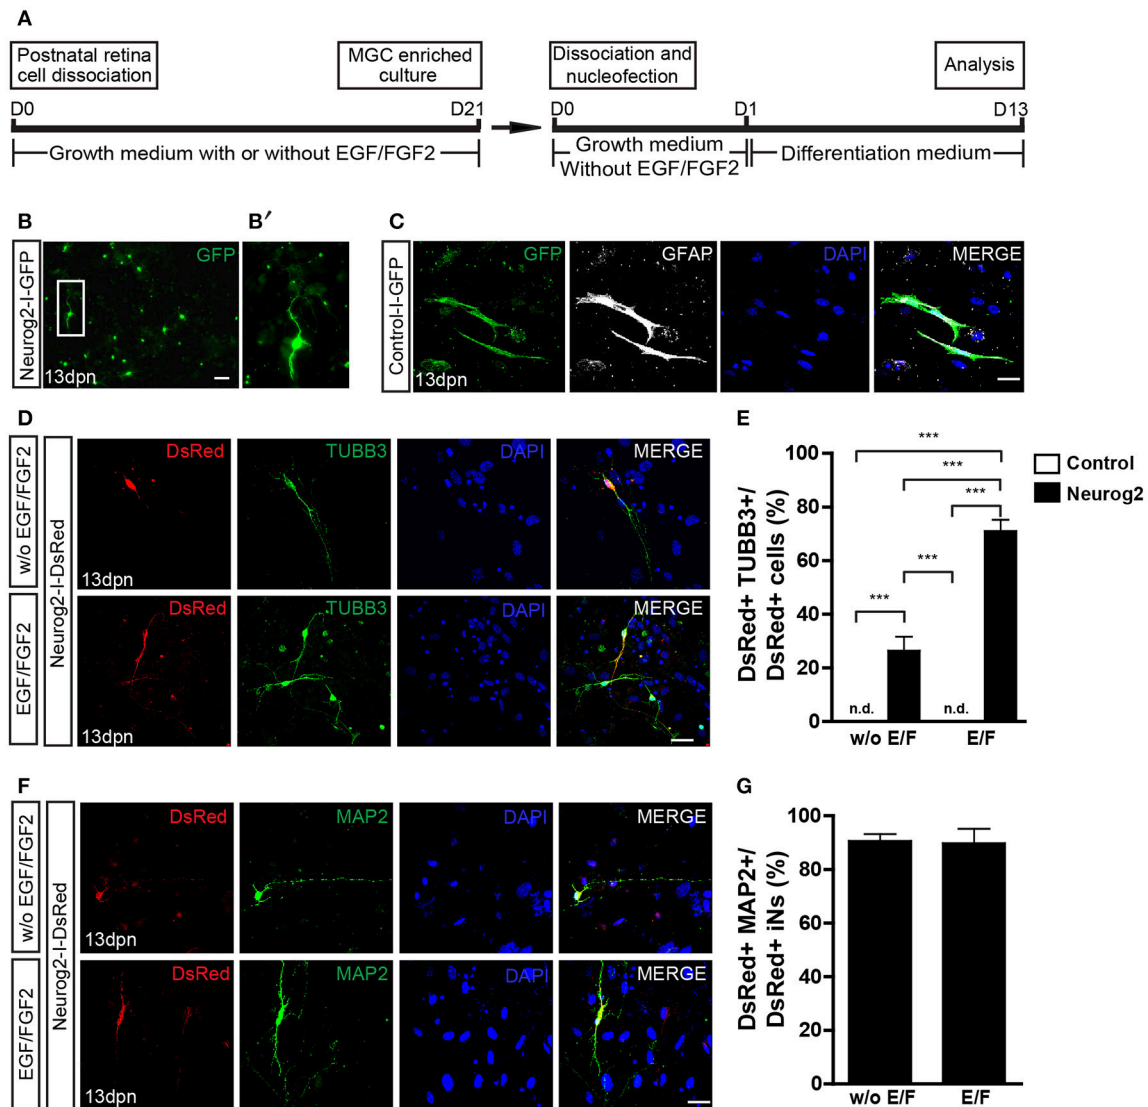 A
Postnatal retina
cell dissociation
MGC enriched
culture
Dissociation and
nucleofection
Analysis
D0
D21
D0
D1
D13
Growth medium with or without EGF/FGF2
Growth medium
Without EGF/FGF2
Differentiation medium
B
B′
C
Neurog2-I-GFP
GFP
13dpn
Control-I-GFP
GFP
GFAP
DAPI
MERGE
13dpn
D
w/o EGF/FGF2
EGF/FGF2
Neurog2-I-DsRed
DsRed
TUBB3
DAPI
MERGE
13dpn
DsRed
TUBB3
DAPI
MERGE
13dpn
E
DsRed+ TUBB3+/
DsRed+ cells (%)
100
80
60
40
20
0
***
***
***
***
***
n.d.
n.d.
w/o E/F
E/F
Control
Neurog2
F
w/o EGF/FGF2
EGF/FGF2
Neurog2-I-DsRed
DsRed
MAP2
DAPI
MERGE
13dpn
DsRed
MAP2
DAPI
MERGE
13dpn
G
DsRed+ MAP2+/
DsRed+ iNs (%)
100
80
60
40
20
0
w/o E/F
E/F